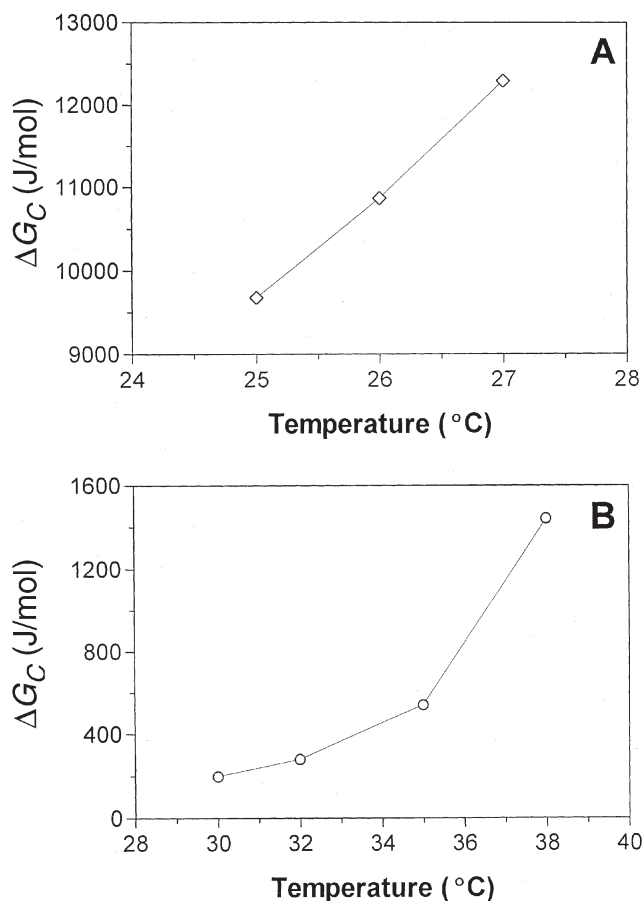 13000
A
12000
11000
10000
9000
ΔG_C (J/mol)
24 25 26 27 28
Temperature (°C)
1600
B
1200
800
400
0
ΔG_C (J/mol)
28 30 32 34 36 38 40
Temperature (°C)